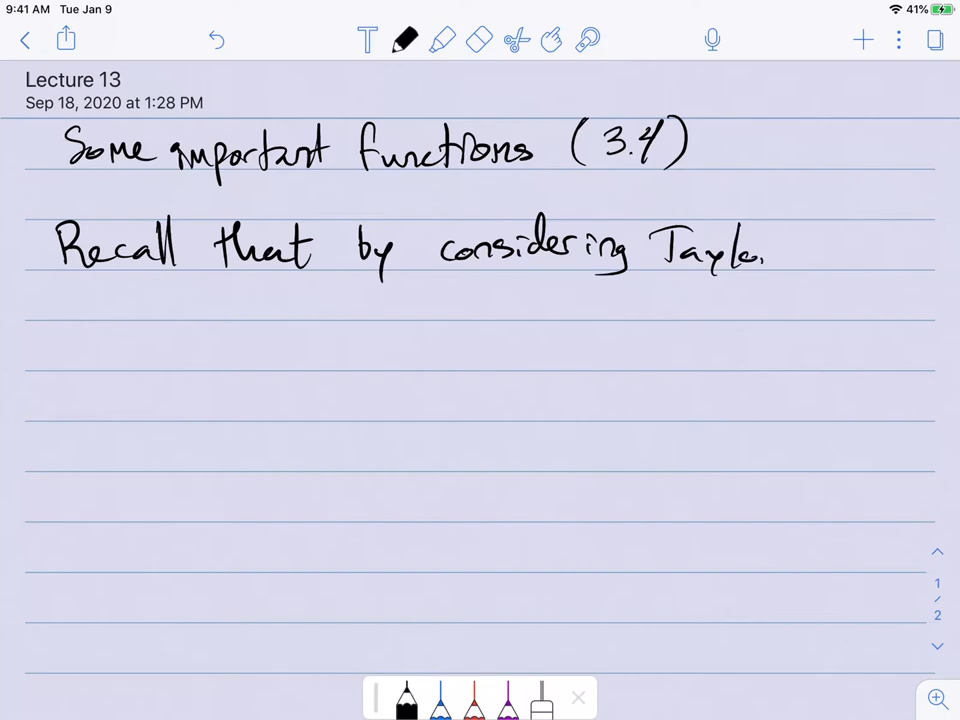 9:41 AM Tue Jan 9
41%
Lecture 13
Sep 18, 2020 at 1:28 PM
Some important functions (3.4)
Recall that by considering Taylo
1
/
2